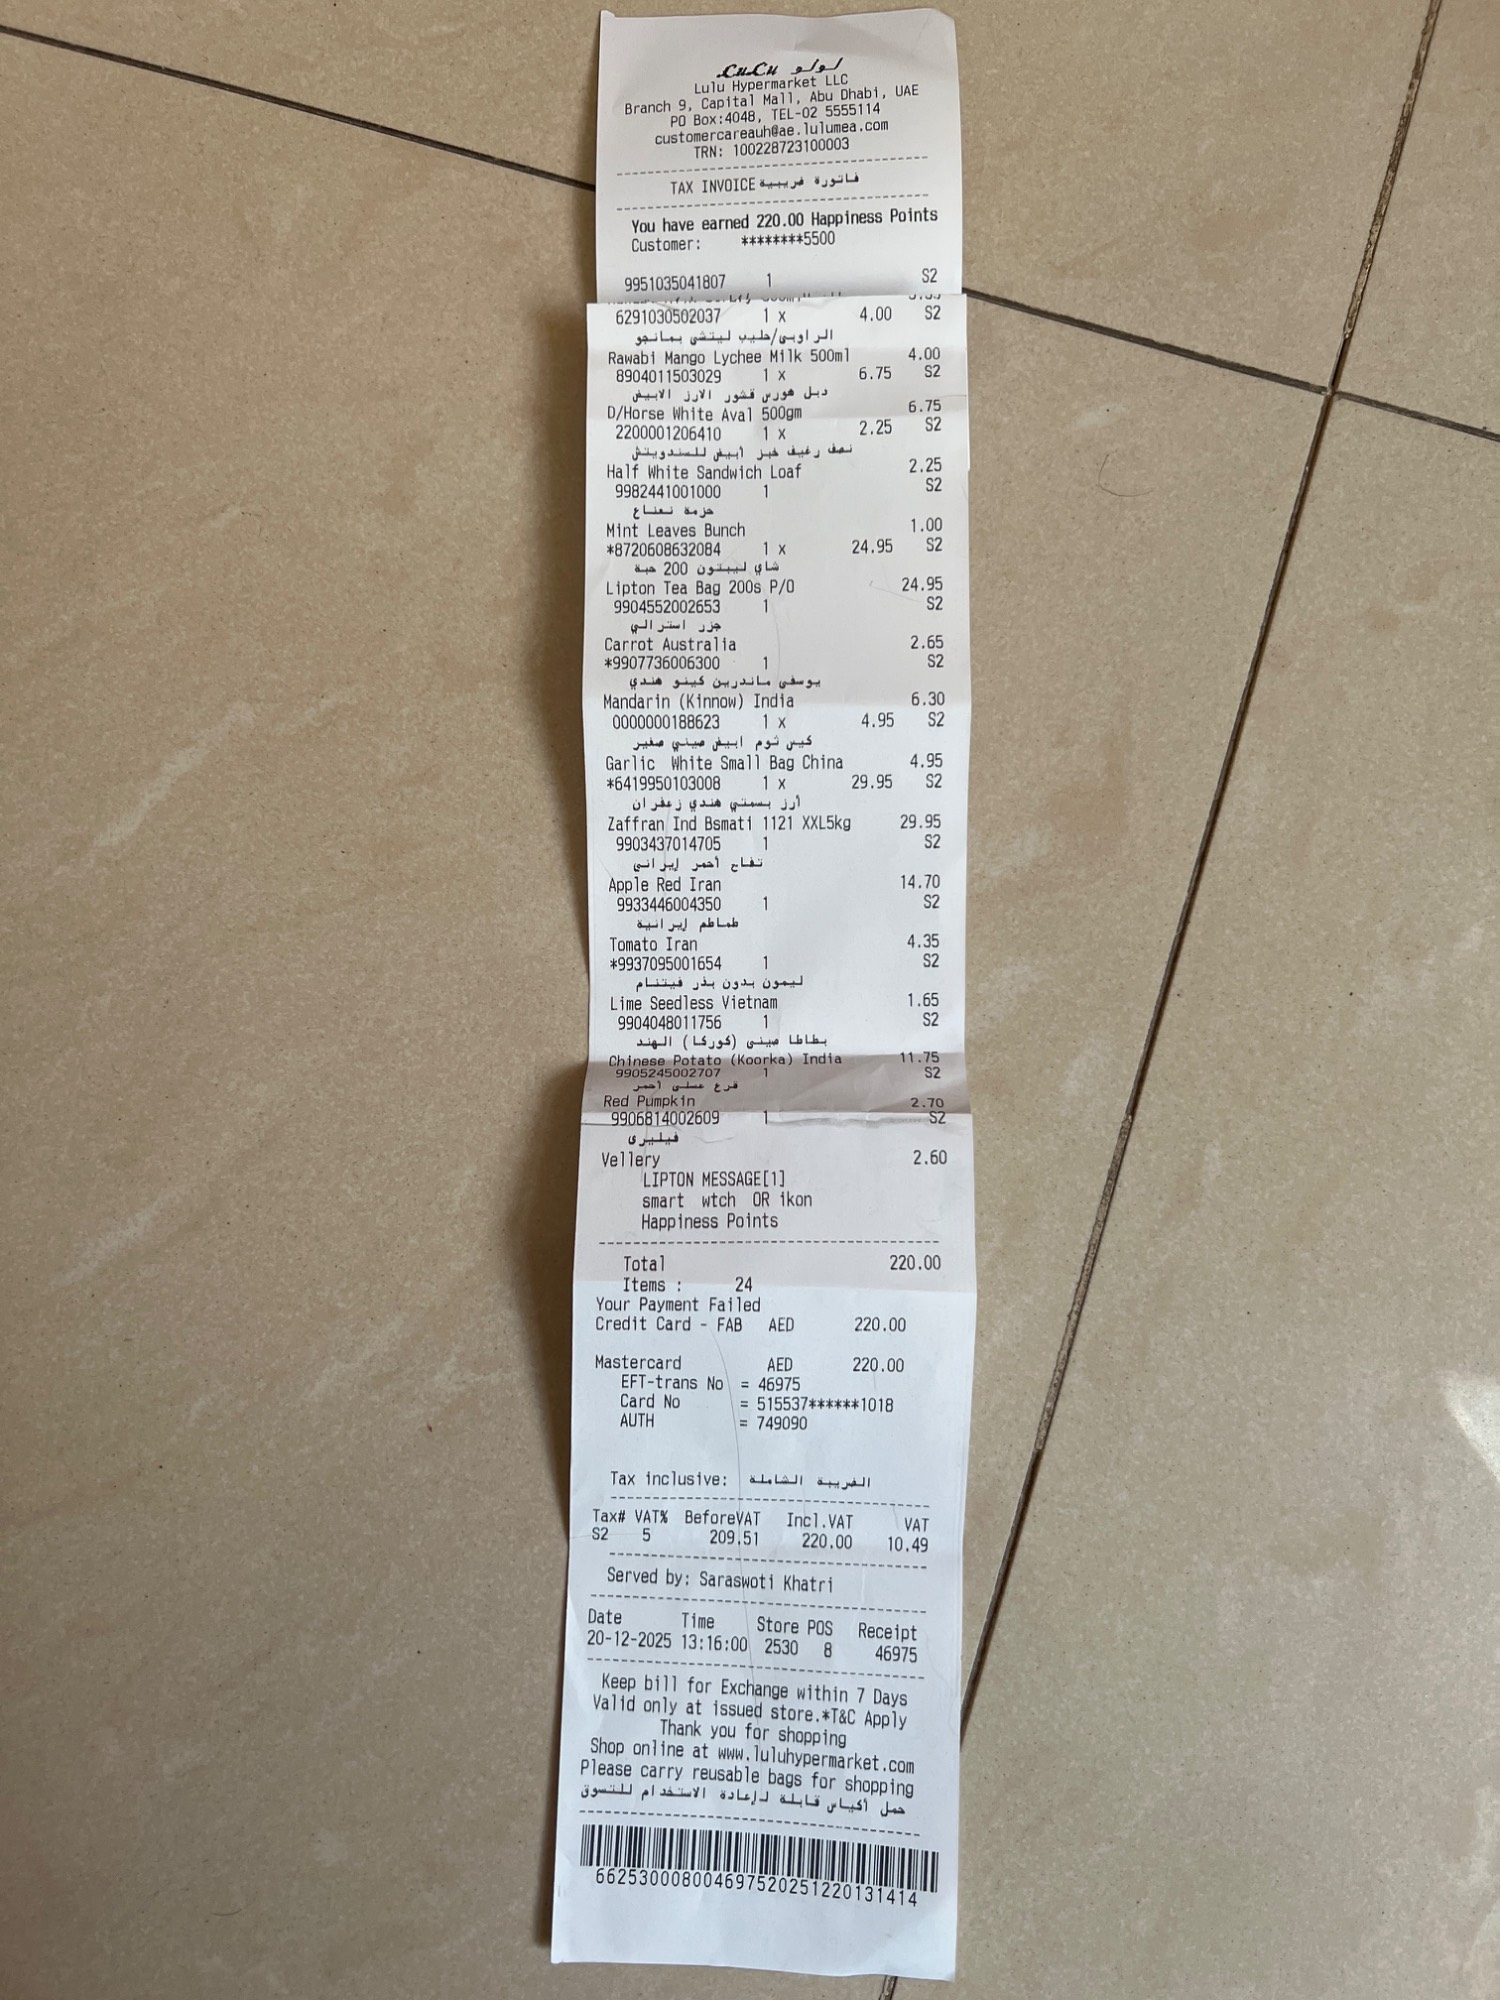 LuLu لولو
Lulu Hypermarket LLC
Branch 9, Capital Mall, Abu Dhabi, UAE
PO Box:4048, TEL-02 5555114
customercareauh@ae.lulumea.com
TRN: 100228723100003
TAX INVOICE فاتورة ضريبية
You have earned 220.00 Happiness Points
Customer: ********5500
9951035041807 1 S2
6291030502037 1 x 4.00 S2
الراوبى/حليب ليتشى بمانجو
Rawabi Mango Lychee Milk 500ml 4.00
8904011503029 1 x 6.75 S2
دبل هورس قشور الارز الابيض
D/Horse White Aval 500gm 6.75
2200001206410 1 x 2.25 S2
نصف رغيف خبز أبيض للسندويتش
Half White Sandwich Loaf 2.25
9982441001000 1 S2
حزمة نعناع
Mint Leaves Bunch 1.00
*8720608632084 1 x 24.95 S2
شاي ليبتون 200 حبة
Lipton Tea Bag 200s P/O 24.95
9904552002653 1 S2
جزر استرالي
Carrot Australia 2.65
*9907736006300 1 S2
يوسفى ماندرين كينو هندي
Mandarin (Kinnow) India 6.30
0000000188623 1 x 4.95 S2
كيس ثوم ابيض صيني صغير
Garlic White Small Bag China 4.95
*6419950103008 1 x 29.95 S2
أرز بسمتي هندي زعفران
Zaffran Ind Bsmati 1121 XXL5kg 29.95
9903437014705 1 S2
تفاح أحمر إيرانى
Apple Red Iran 14.70
9933446004350 1 S2
طماطم إيرانية
Tomato Iran 4.35
*9937095001654 1 S2
ليمون بدون بذر فيتنام
Lime Seedless Vietnam 1.65
9904048011756 1 S2
بطاطا صينى (كوركا) الهند
Chinese Potato (Koorka) India 11.75
9905245002707 1 S2
قرع عسلى احمر
Red Pumpkin 2.70
9906814002609 1 S2
فيليرى
Vellery 2.60
LIPTON MESSAGE[1]
smart wtch OR ikon
Happiness Points
Total 220.00
Items : 24
Your Payment Failed
Credit Card - FAB AED 220.00
Mastercard AED 220.00
EFT-trans No = 46975
Card No = 515537******1018
AUTH = 749090
Tax inclusive: الضريبة الشاملة
Tax# VAT% BeforeVAT Incl.VAT VAT
S2 5 209.51 220.00 10.49
Served by: Saraswoti Khatri
Date Time Store POS Receipt
20-12-2025 13:16:00 2530 8 46975
Keep bill for Exchange within 7 Days
Valid only at issued store.*T&C Apply
Thank you for shopping
Shop online at www.luluhypermarket.com
Please carry reusable bags for shopping
حمل أكياس قابلة لإعادة الاستخدام للتسوق
6625300080046975202512201314​14